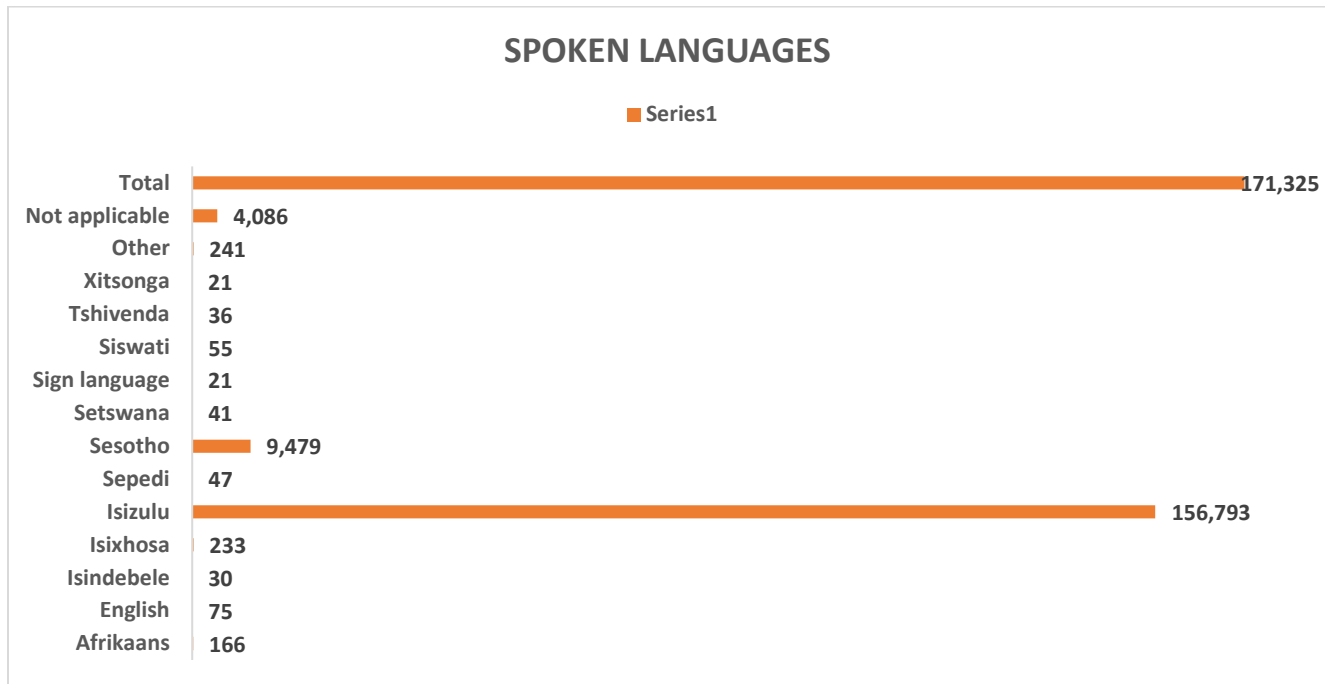 SPOKEN LANGUAGES
Series1
Total 171,325
Not applicable 4,086
Other 241
Xitsonga 21
Tshivenda 36
Siswati 55
Sign language 21
Setswana 41
Sesotho 9,479
Sepedi 47
Isizulu 156,793
Isixhosa 233
Isindebele 30
English 75
Afrikaans 166